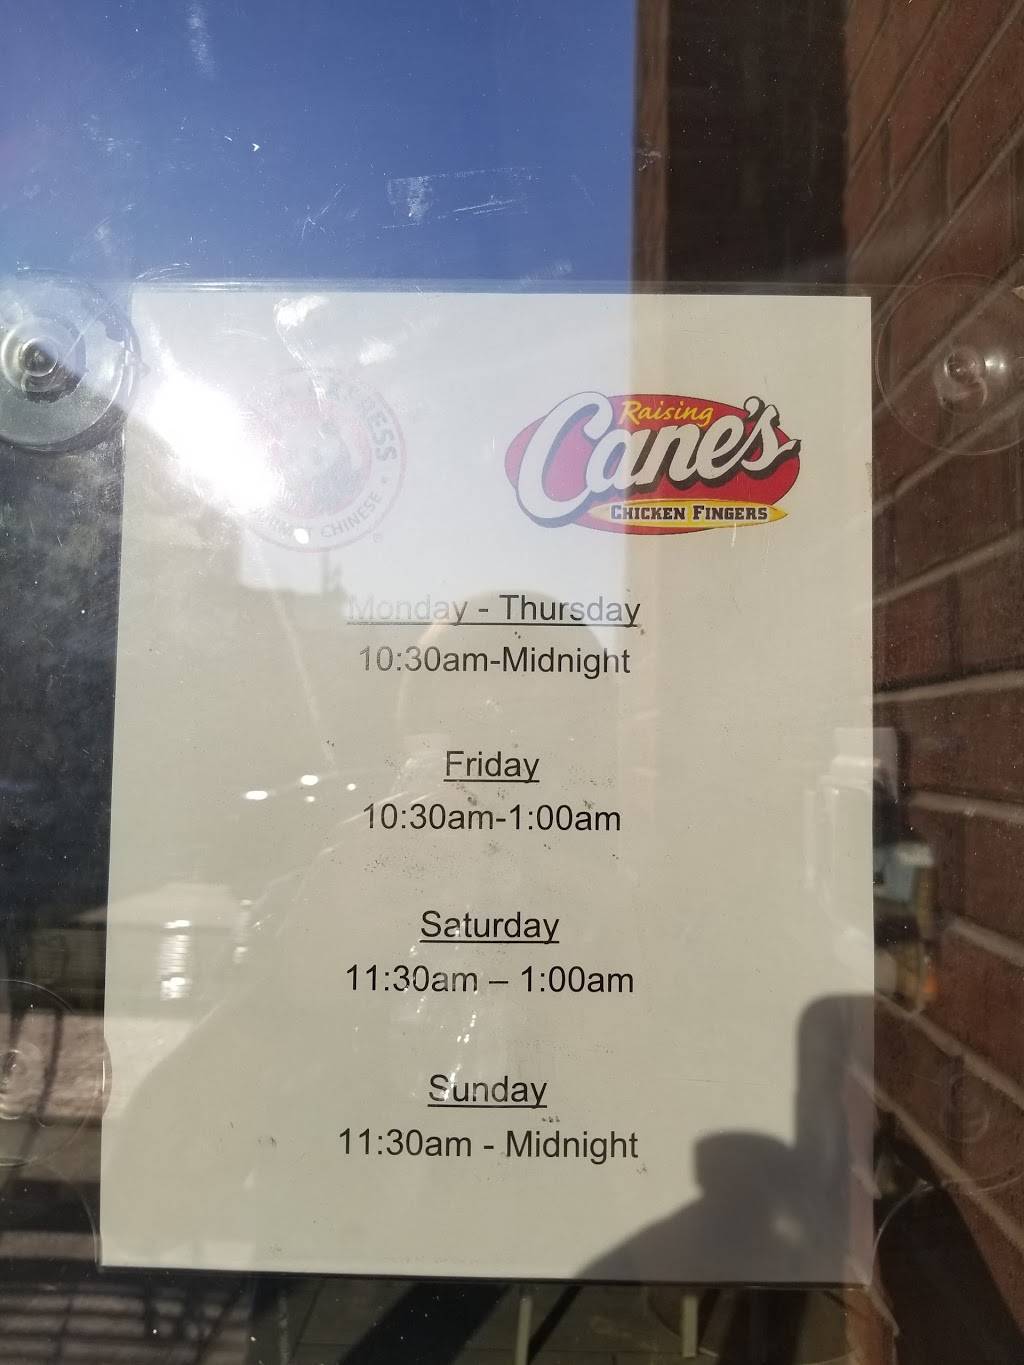 CHINESE
Raising
Cane's
CHICKEN FINGERS
Monday - Thursday
10:30am-Midnight
Friday
10:30am-1:00am
Saturday
11:30am – 1:00am
Sunday
11:30am - Midnight